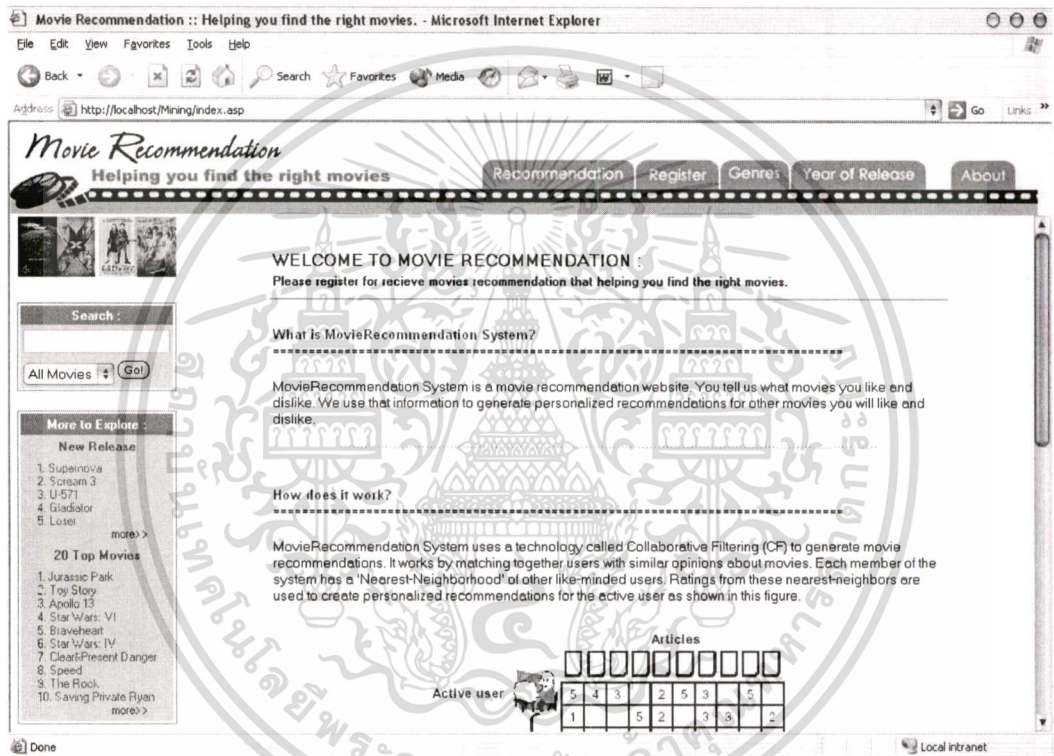 Movie Recommendation :: Helping you find the right movies. - Microsoft Internet Explorer
File Edit View Favorites Tools Help
Back Search Favorites Media
Address http://localhost/Mining/index.asp Go Links »
Movie Recommendation
Helping you find the right movies
Recommendation Register Genres Year of Release About
WELCOME TO MOVIE RECOMMENDATION :
Please register for recieve movies recommendation that helping you find the right movies.
Search :
All Movies Go!
What is MovieRecommendation System?
MovieRecommendation System is a movie recommendation website. You tell us what movies you like and
dislike. We use that information to generate personalized recommendations for other movies you will like and
dislike.
More to Explore :
New Release
1. Supernova
2. Scream 3
3. U-571
4. Gladiator
5. Loser
more>>
20 Top Movies
1. Jurassic Park
2. Toy Story
3. Apollo 13
4. Star Wars: VI
5. Braveheart
6. Star Wars: IV
7. Clear&Present Danger
8. Speed
9. The Rock
10. Saving Private Ryan
more>>
How does it work?
MovieRecommendation System uses a technology called Collaborative Filtering (CF) to generate movie
recommendations. It works by matching together users with similar opinions about movies. Each member of the
system has a 'Nearest-Neighborhood' of other like-minded users. Ratings from these nearest-neighbors are
used to create personalized recommendations for the active user as shown in this figure.
Articles
Active user 5 4 3 2 5 3 5
1 5 2 3 3 2
Done Local intranet